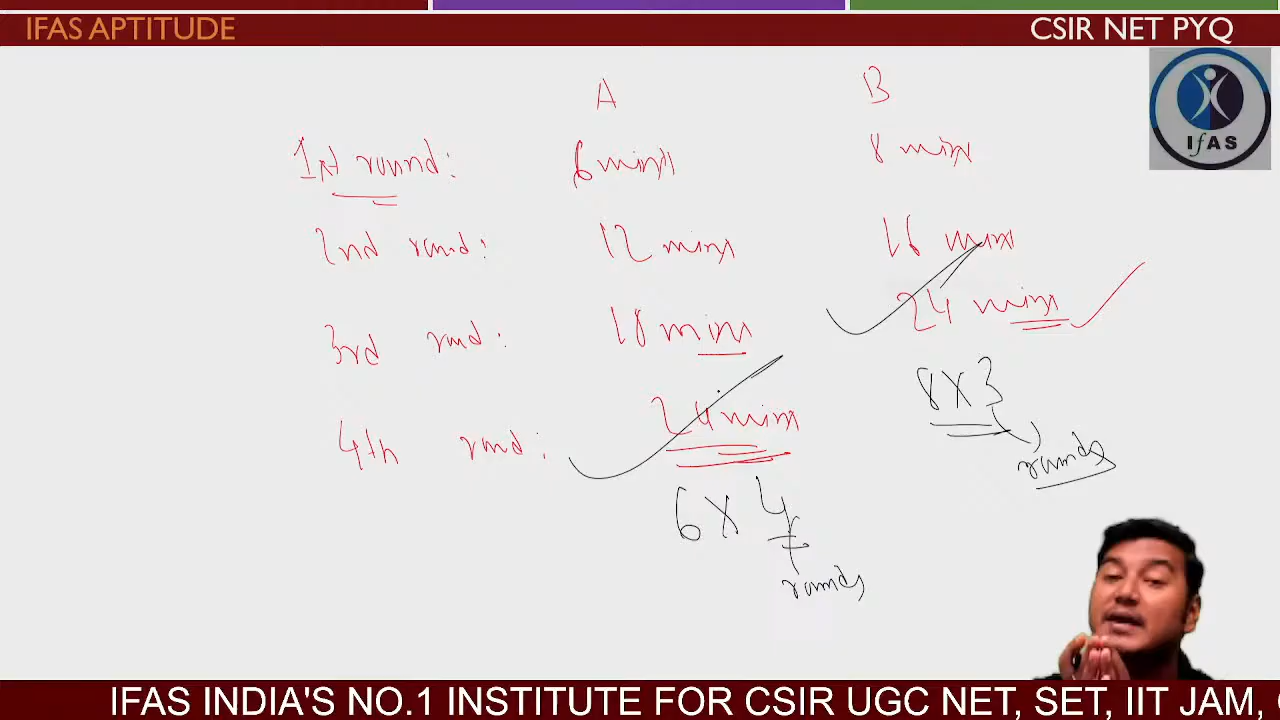 IFAS APTITUDE
CSIR NET PYQ
IfAS
A B
1st round: 6 mins 8 mins
2nd round: 12 mins 16 mins
3rd round: 18 mins 24 mins
4th round: 24 mins
8 X 3
rounds
6 X 4
rounds
IFAS INDIA'S NO.1 INSTITUTE FOR CSIR UGC NET, SET, IIT JAM,